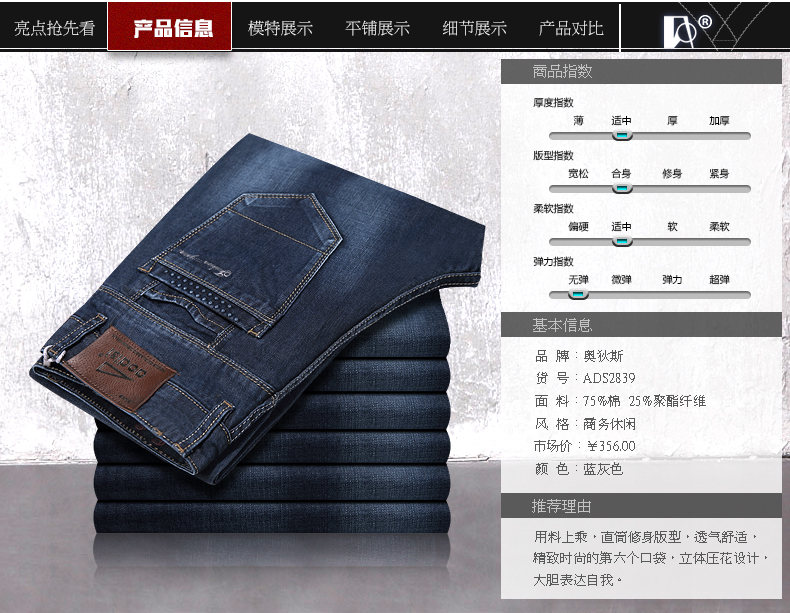 亮点抢先看 产品信息 模特展示 平铺展示 细节展示 产品对比 ®
商品指数
厚度指数
薄 适中 厚 加厚
版型指数
宽松 合身 修身 紧身
柔软指数
偏硬 适中 软 柔软
弹力指数
无弹 微弹 弹力 超弹
基本信息
品 牌：奥狄斯
货 号：ADS2839
面 料：75%棉 25%聚酯纤维
风 格：商务休闲
市场价：￥356.00
颜 色：蓝灰色
推荐理由
用料上乘，直筒修身版型，透气舒适，
精致时尚的第六个口袋，立体压花设计，
大胆表达自我。